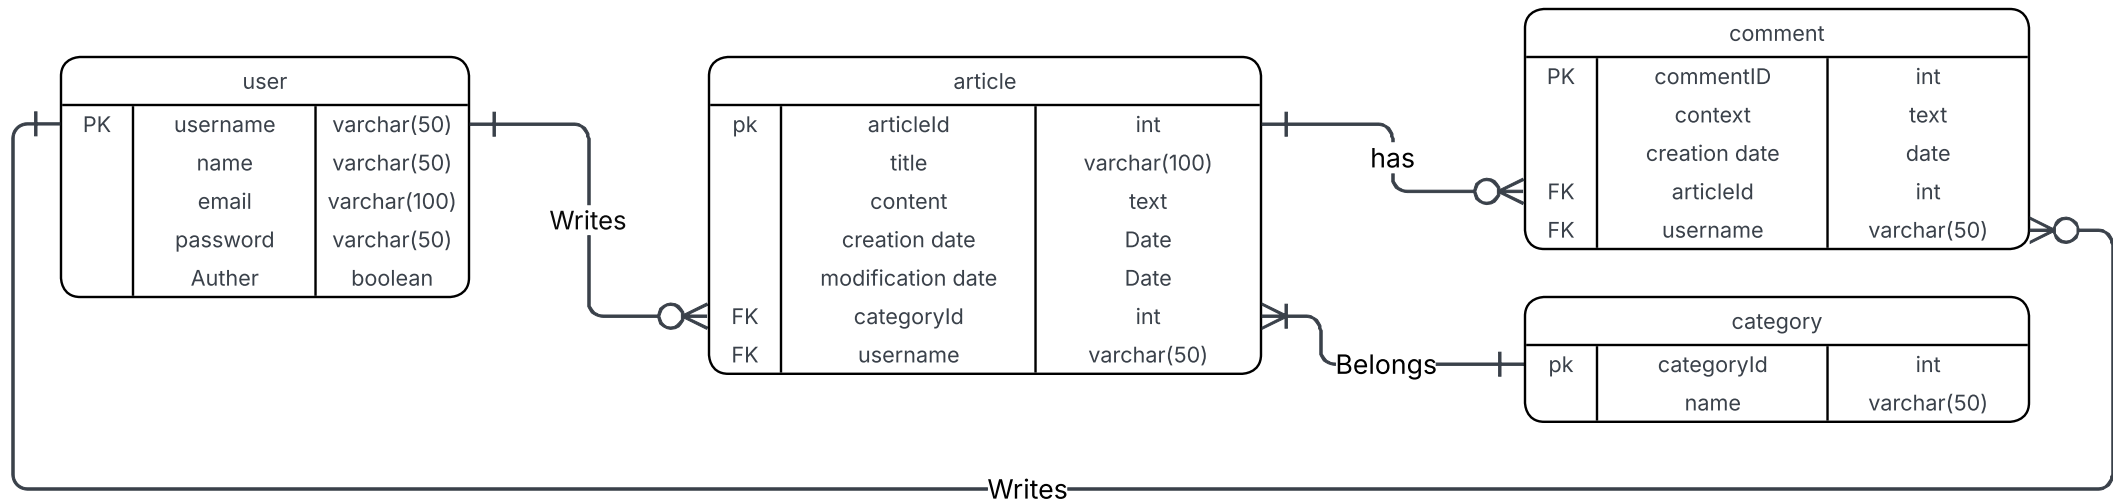 user
PK username varchar(50)
name varchar(50)
email varchar(100)
password varchar(50)
Auther boolean
Writes
article
pk articleId int
title varchar(100)
content text
creation date Date
modification date Date
FK categoryId int
FK username varchar(50)
has
Belongs
comment
PK commentID int
context text
creation date date
FK articleId int
FK username varchar(50)
category
pk categoryId int
name varchar(50)
Writes